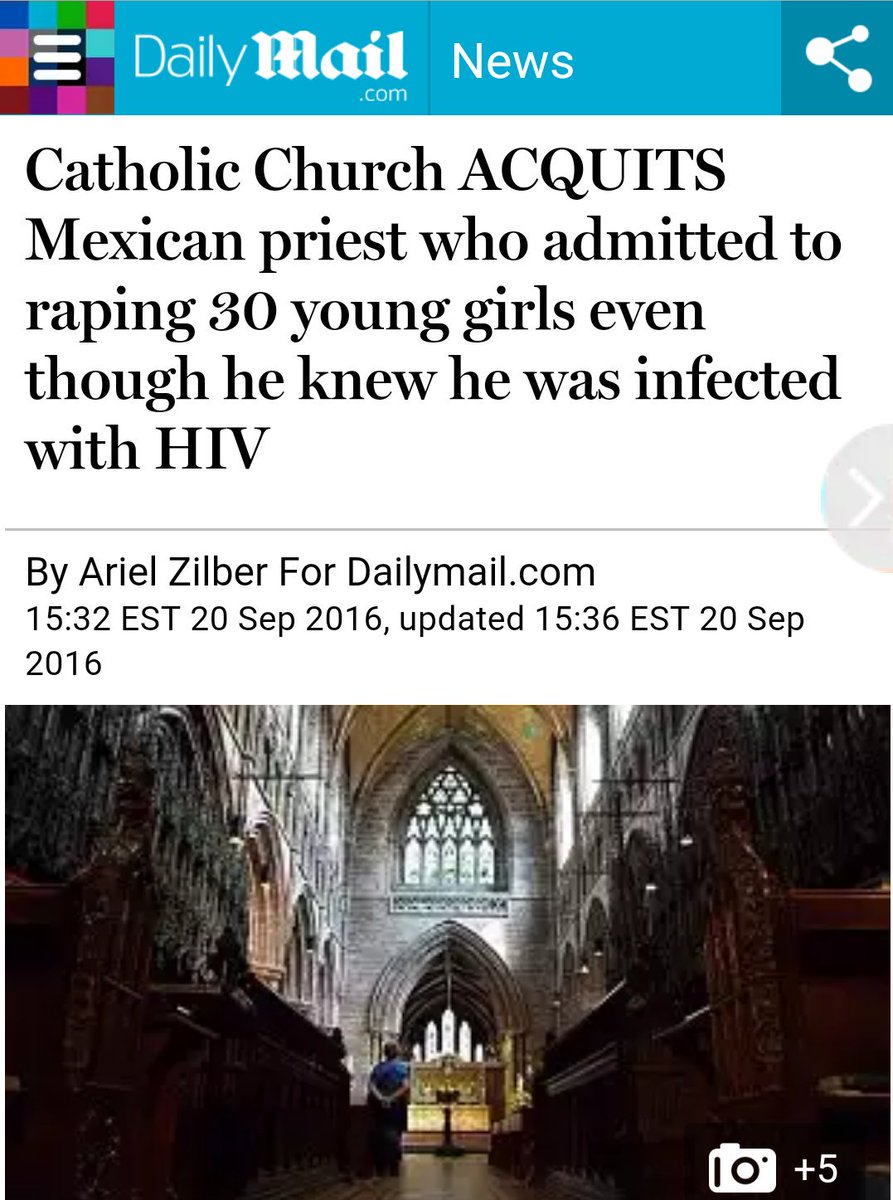 Daily Mail
.com
News
Catholic Church ACQUITS
Mexican priest who admitted to
raping 30 young girls even
though he knew he was infected
with HIV
By Ariel Zilber For Dailymail.com
15:32 EST 20 Sep 2016, updated 15:36 EST 20 Sep
2016
+5